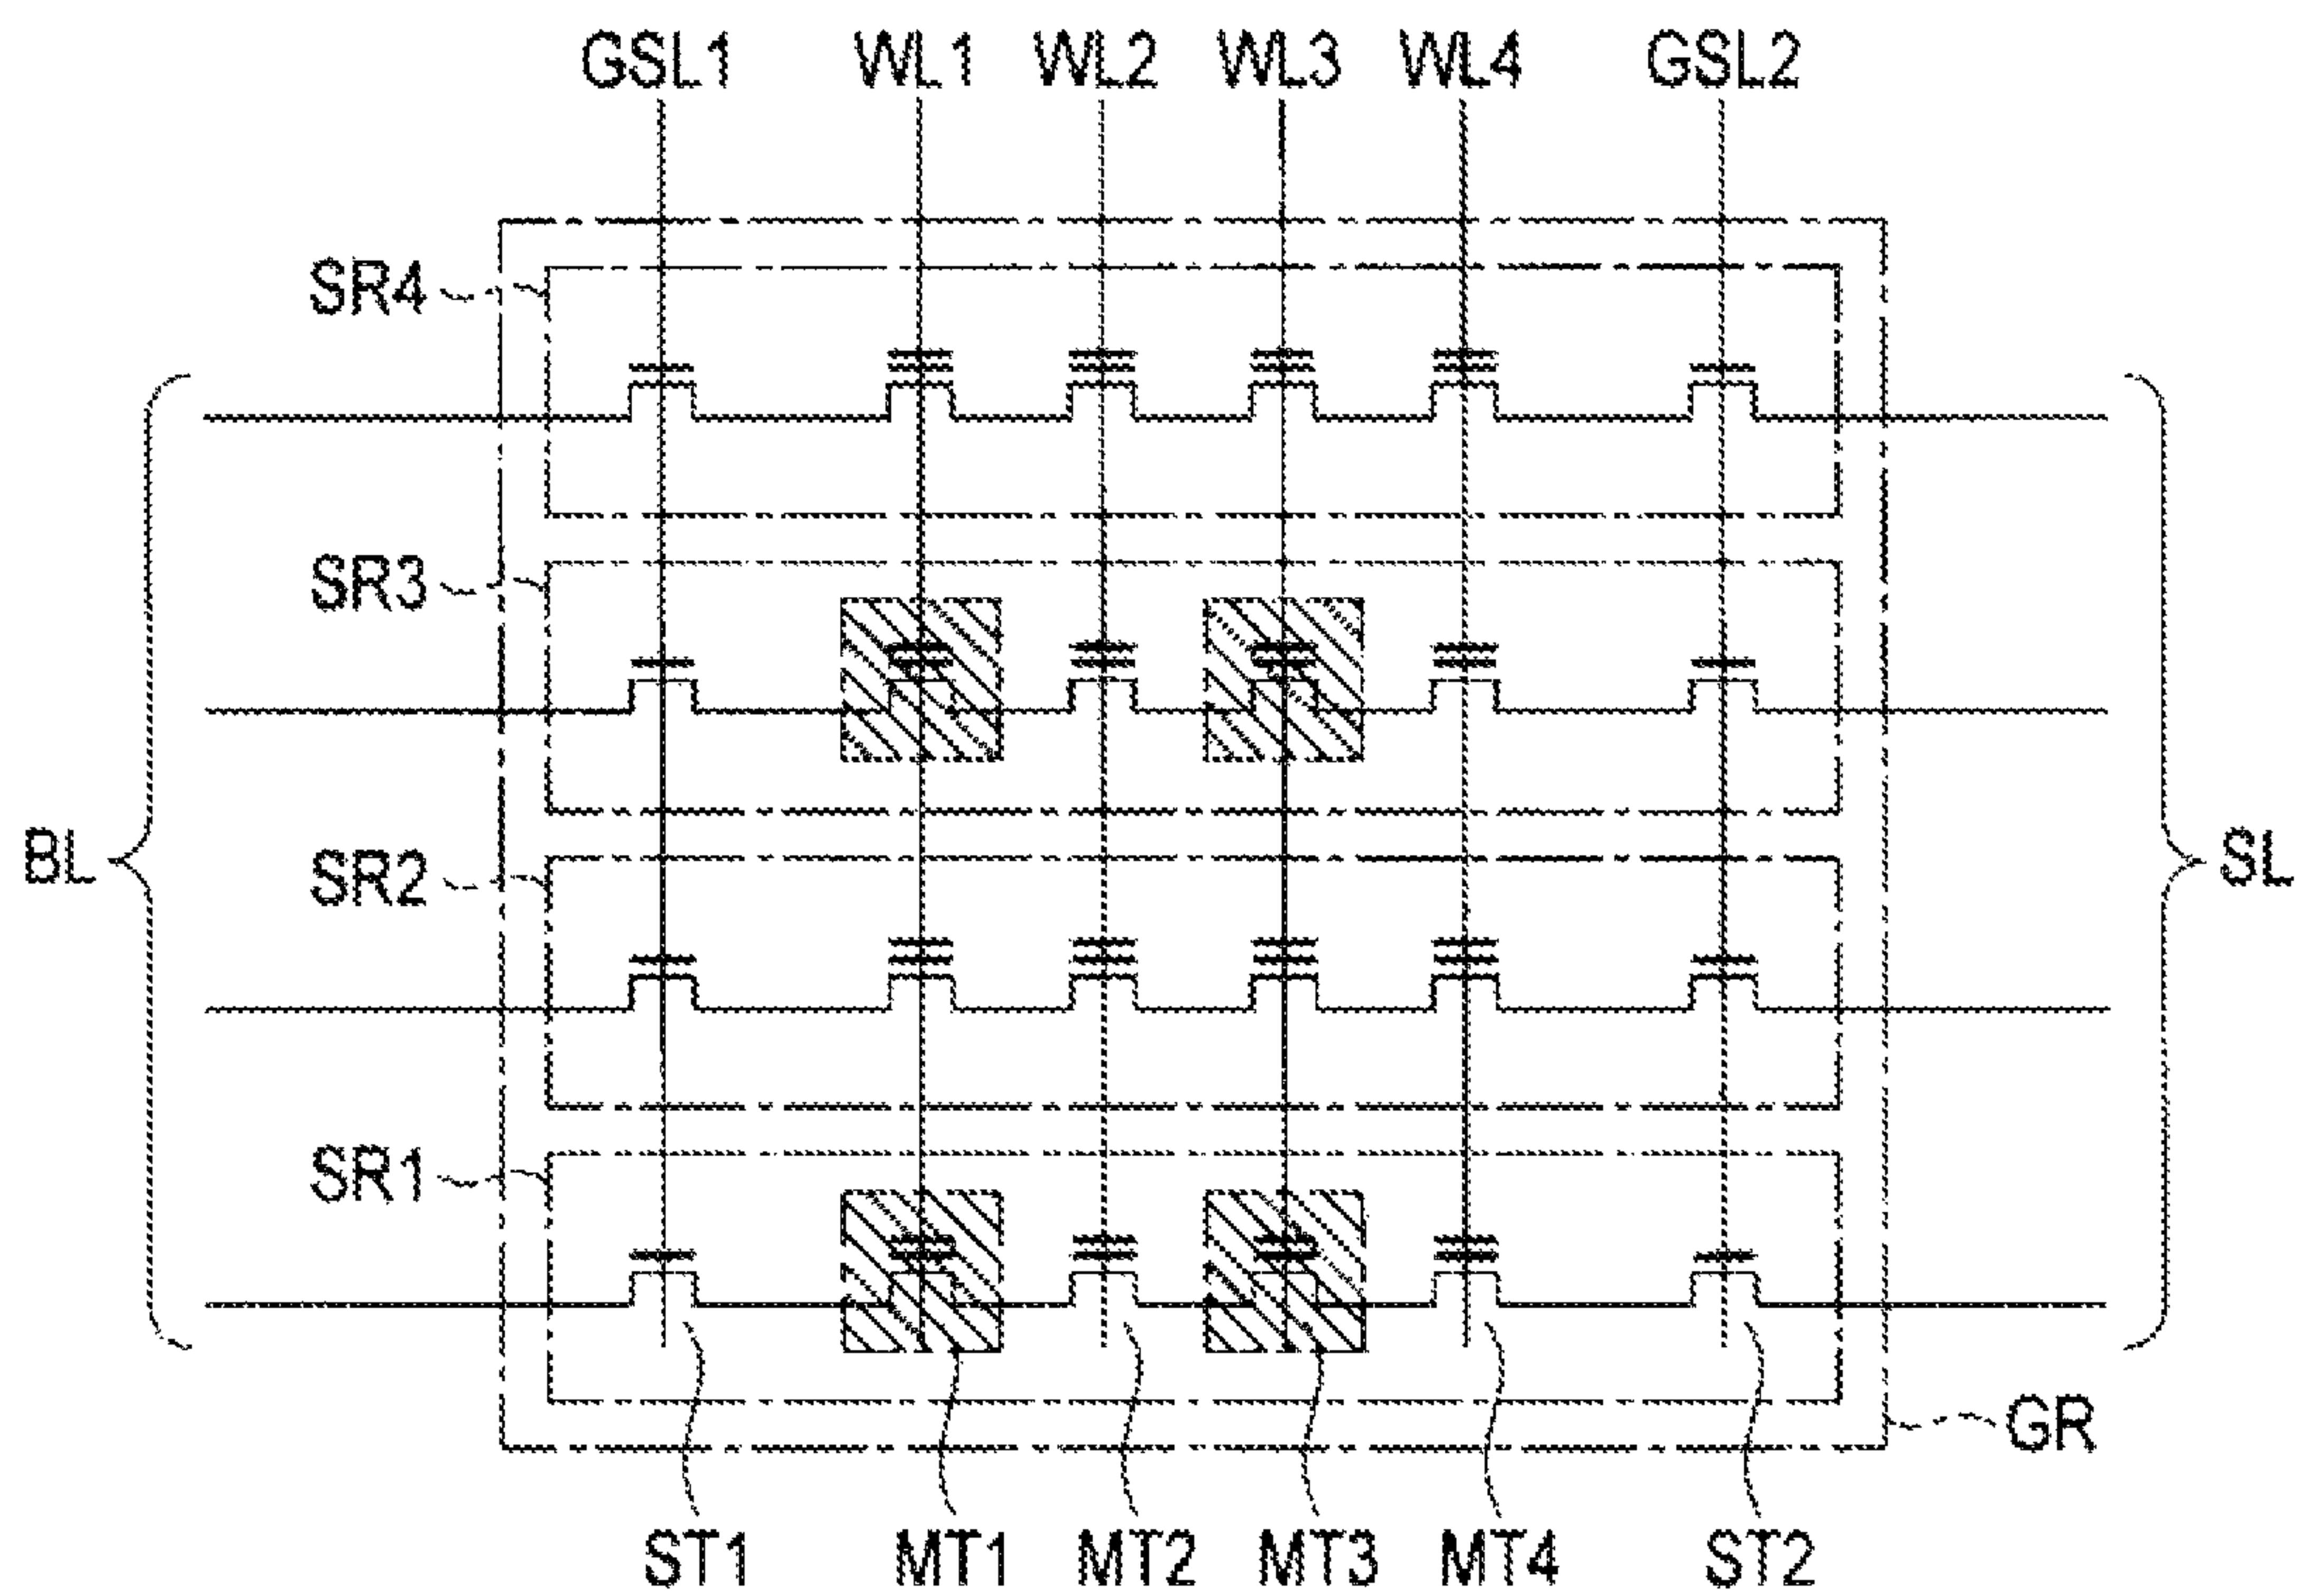 GSL1 WL1 WL2 WL3 WL4 GSL2
SR4
SR3
BL
SR2
SL
SR1
GR
ST1 MT1 MT2 MT3 MT4 ST2